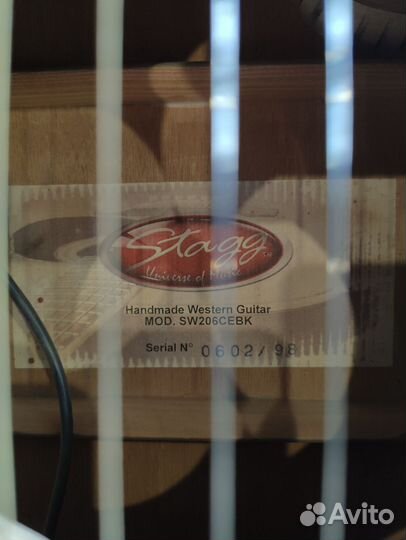 Stagg
Universe of Music
Handmade Western Guitar
MOD. SW206CEBK
Serial N° 0602/98
Avito